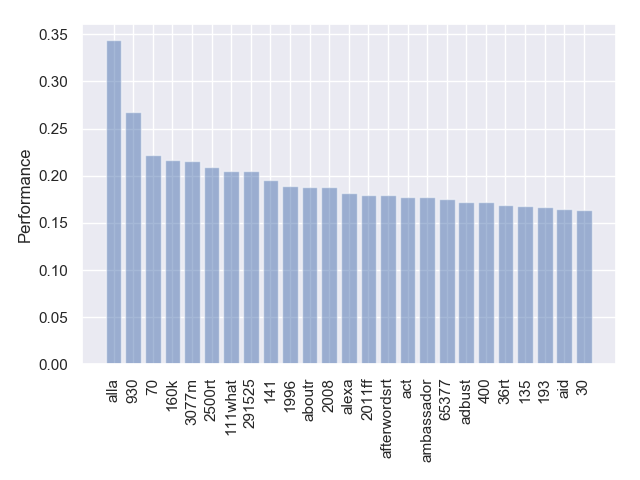 0.35
0.30
0.25
0.20
0.15
0.10
0.05
0.00
Performance
alla
930
70
160k
3077m
2500rt
111what
291525
141
1996
aboutr
2008
alexa
2011ff
afterwordsrt
act
ambassador
65377
adbust
400
36rt
135
193
aid
30